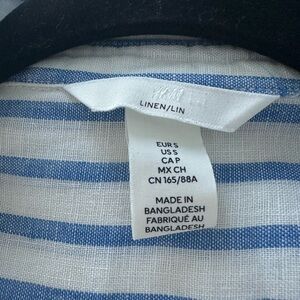 H&M
LINEN/LIN
EUR S
US S
CA P
MX CH
CN 165/88A
MADE IN
BANGLADESH
FABRIQUÉ AU
BANGLADESH